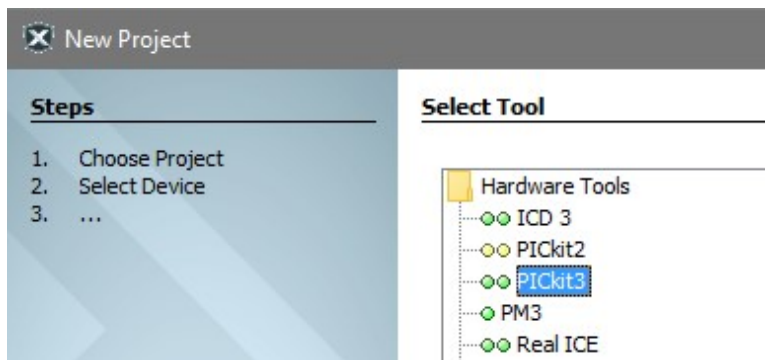 New Project
Steps
1. Choose Project
2. Select Device
3. ...
Select Tool
Hardware Tools
ICD 3
PICkit2
PICkit3
PM3
Real ICE